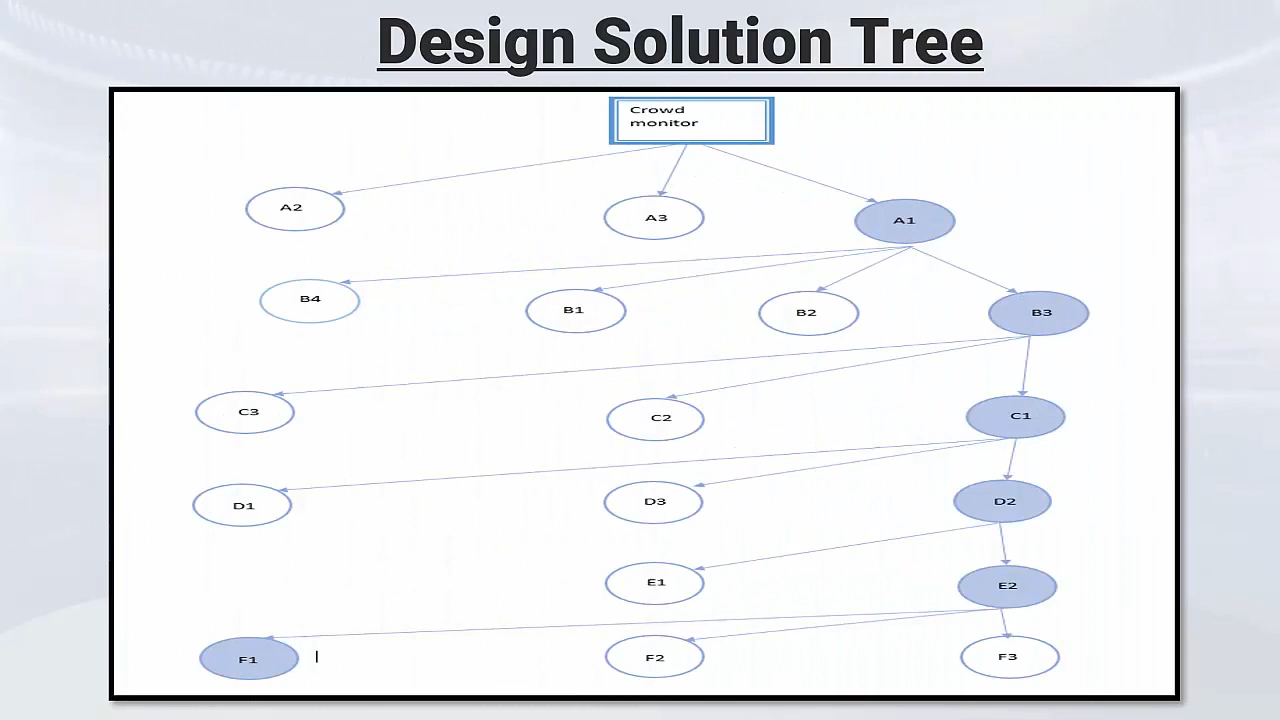 Design Solution Tree
Crowd
monitor
A2
A3
A1
B4
B1
B2
B3
C3
C2
C1
D1
D3
D2
E1
E2
F1
F2
F3